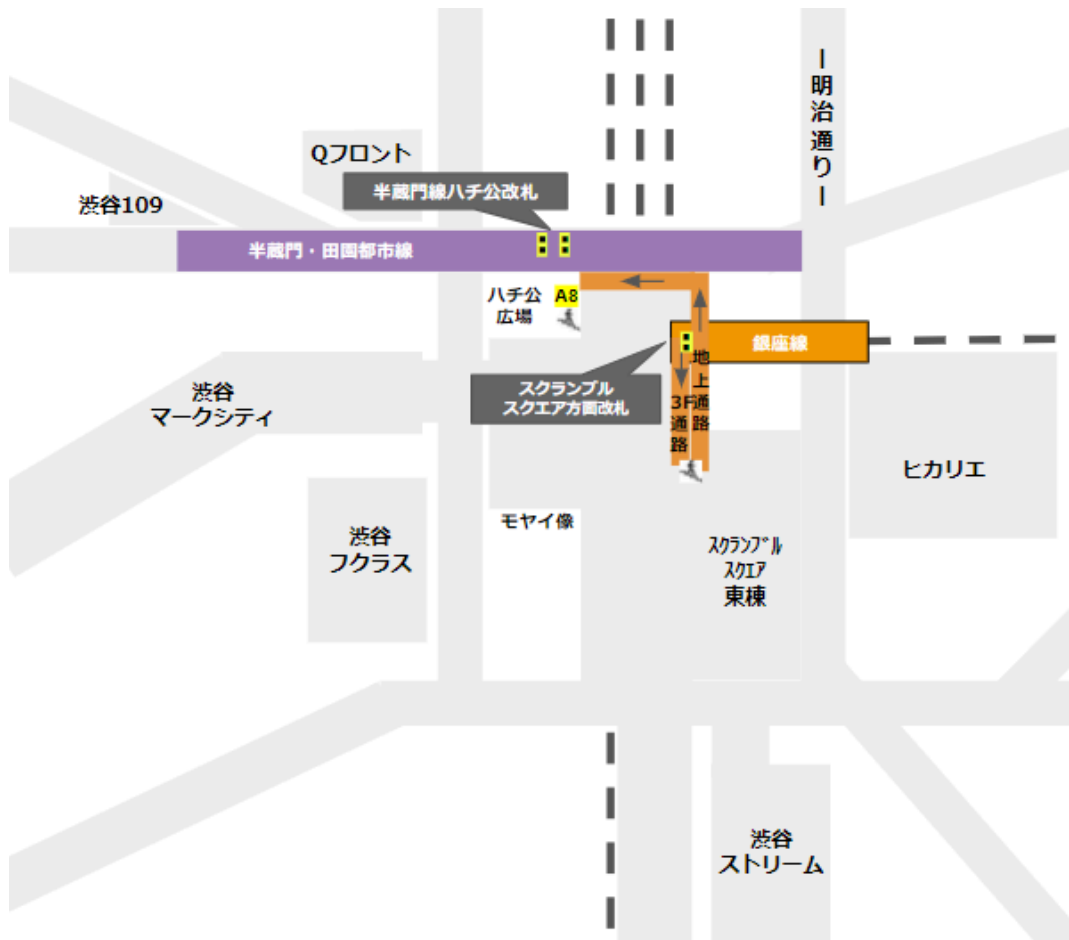 ー明治通りー
Qフロント
半蔵門線ハチ公改札
渋谷109
半蔵門・田園都市線
ハチ公
広場
A8
銀座線
地上通路
3F通路
スクランブル
スクエア方面改札
渋谷
マークシティ
ヒカリエ
モヤイ像
渋谷
フクラス
ｽｸﾗﾝﾌﾞﾙ
ｽｸｴｱ
東棟
渋谷
ストリーム